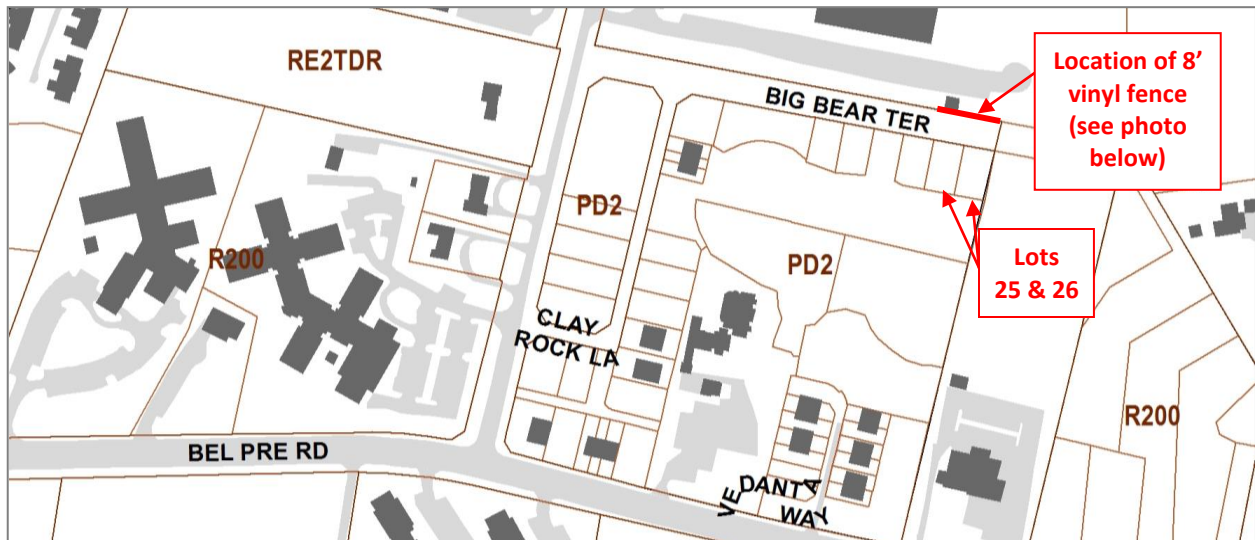 RE2TDR
Location of 8’
vinyl fence
(see photo
below)
BIG BEAR TER
PD2
R200
PD2
Lots
25 & 26
CLAY
ROCK LA
R200
BEL PRE RD
VEDANTA
WAY